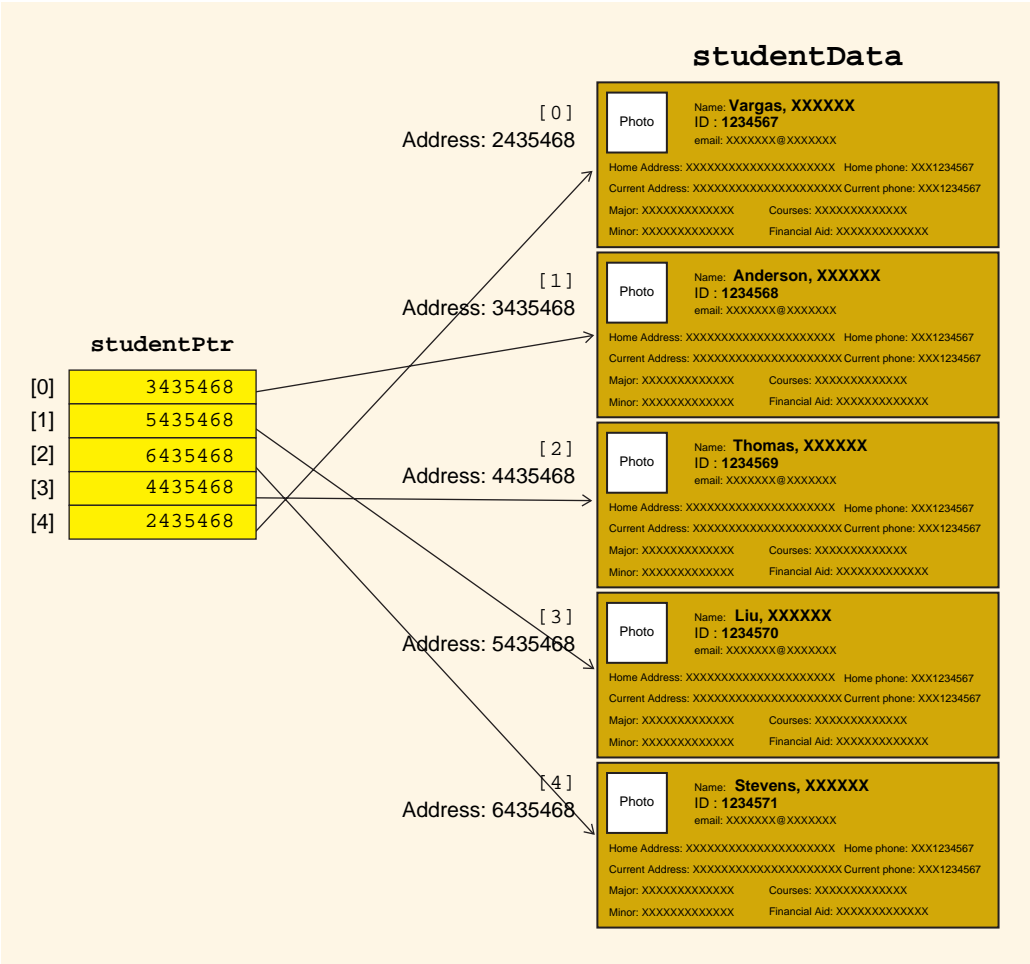 studentData
[0]
Address: 2435468
Photo
Name: Vargas, XXXXXX
ID : 1234567
email: XXXXXXX@XXXXXXX
Home Address: XXXXXXXXXXXXXXXXXXXXX Home phone: XXX1234567
Current Address: XXXXXXXXXXXXXXXXXXXXX Current phone: XXX1234567
Major: XXXXXXXXXXXXX Courses: XXXXXXXXXXXXX
Minor: XXXXXXXXXXXXX Financial Aid: XXXXXXXXXXXXX
[1]
Address: 3435468
Photo
Name: Anderson, XXXXXX
ID : 1234568
email: XXXXXXX@XXXXXXX
Home Address: XXXXXXXXXXXXXXXXXXXXX Home phone: XXX1234567
Current Address: XXXXXXXXXXXXXXXXXXXXX Current phone: XXX1234567
Major: XXXXXXXXXXXXX Courses: XXXXXXXXXXXXX
Minor: XXXXXXXXXXXXX Financial Aid: XXXXXXXXXXXXX
studentPtr
[0] 3435468
[1] 5435468
[2] 6435468
[3] 4435468
[4] 2435468
[2]
Address: 4435468
Photo
Name: Thomas, XXXXXX
ID : 1234569
email: XXXXXXX@XXXXXXX
Home Address: XXXXXXXXXXXXXXXXXXXXX Home phone: XXX1234567
Current Address: XXXXXXXXXXXXXXXXXXXXX Current phone: XXX1234567
Major: XXXXXXXXXXXXX Courses: XXXXXXXXXXXXX
Minor: XXXXXXXXXXXXX Financial Aid: XXXXXXXXXXXXX
[3]
Address: 5435468
Photo
Name: Liu, XXXXXX
ID : 1234570
email: XXXXXXX@XXXXXXX
Home Address: XXXXXXXXXXXXXXXXXXXXX Home phone: XXX1234567
Current Address: XXXXXXXXXXXXXXXXXXXXX Current phone: XXX1234567
Major: XXXXXXXXXXXXX Courses: XXXXXXXXXXXXX
Minor: XXXXXXXXXXXXX Financial Aid: XXXXXXXXXXXXX
[4]
Address: 6435468
Photo
Name: Stevens, XXXXXX
ID : 1234571
email: XXXXXXX@XXXXXXX
Home Address: XXXXXXXXXXXXXXXXXXXXX Home phone: XXX1234567
Current Address: XXXXXXXXXXXXXXXXXXXXX Current phone: XXX1234567
Major: XXXXXXXXXXXXX Courses: XXXXXXXXXXXXX
Minor: XXXXXXXXXXXXX Financial Aid: XXXXXXXXXXXXX